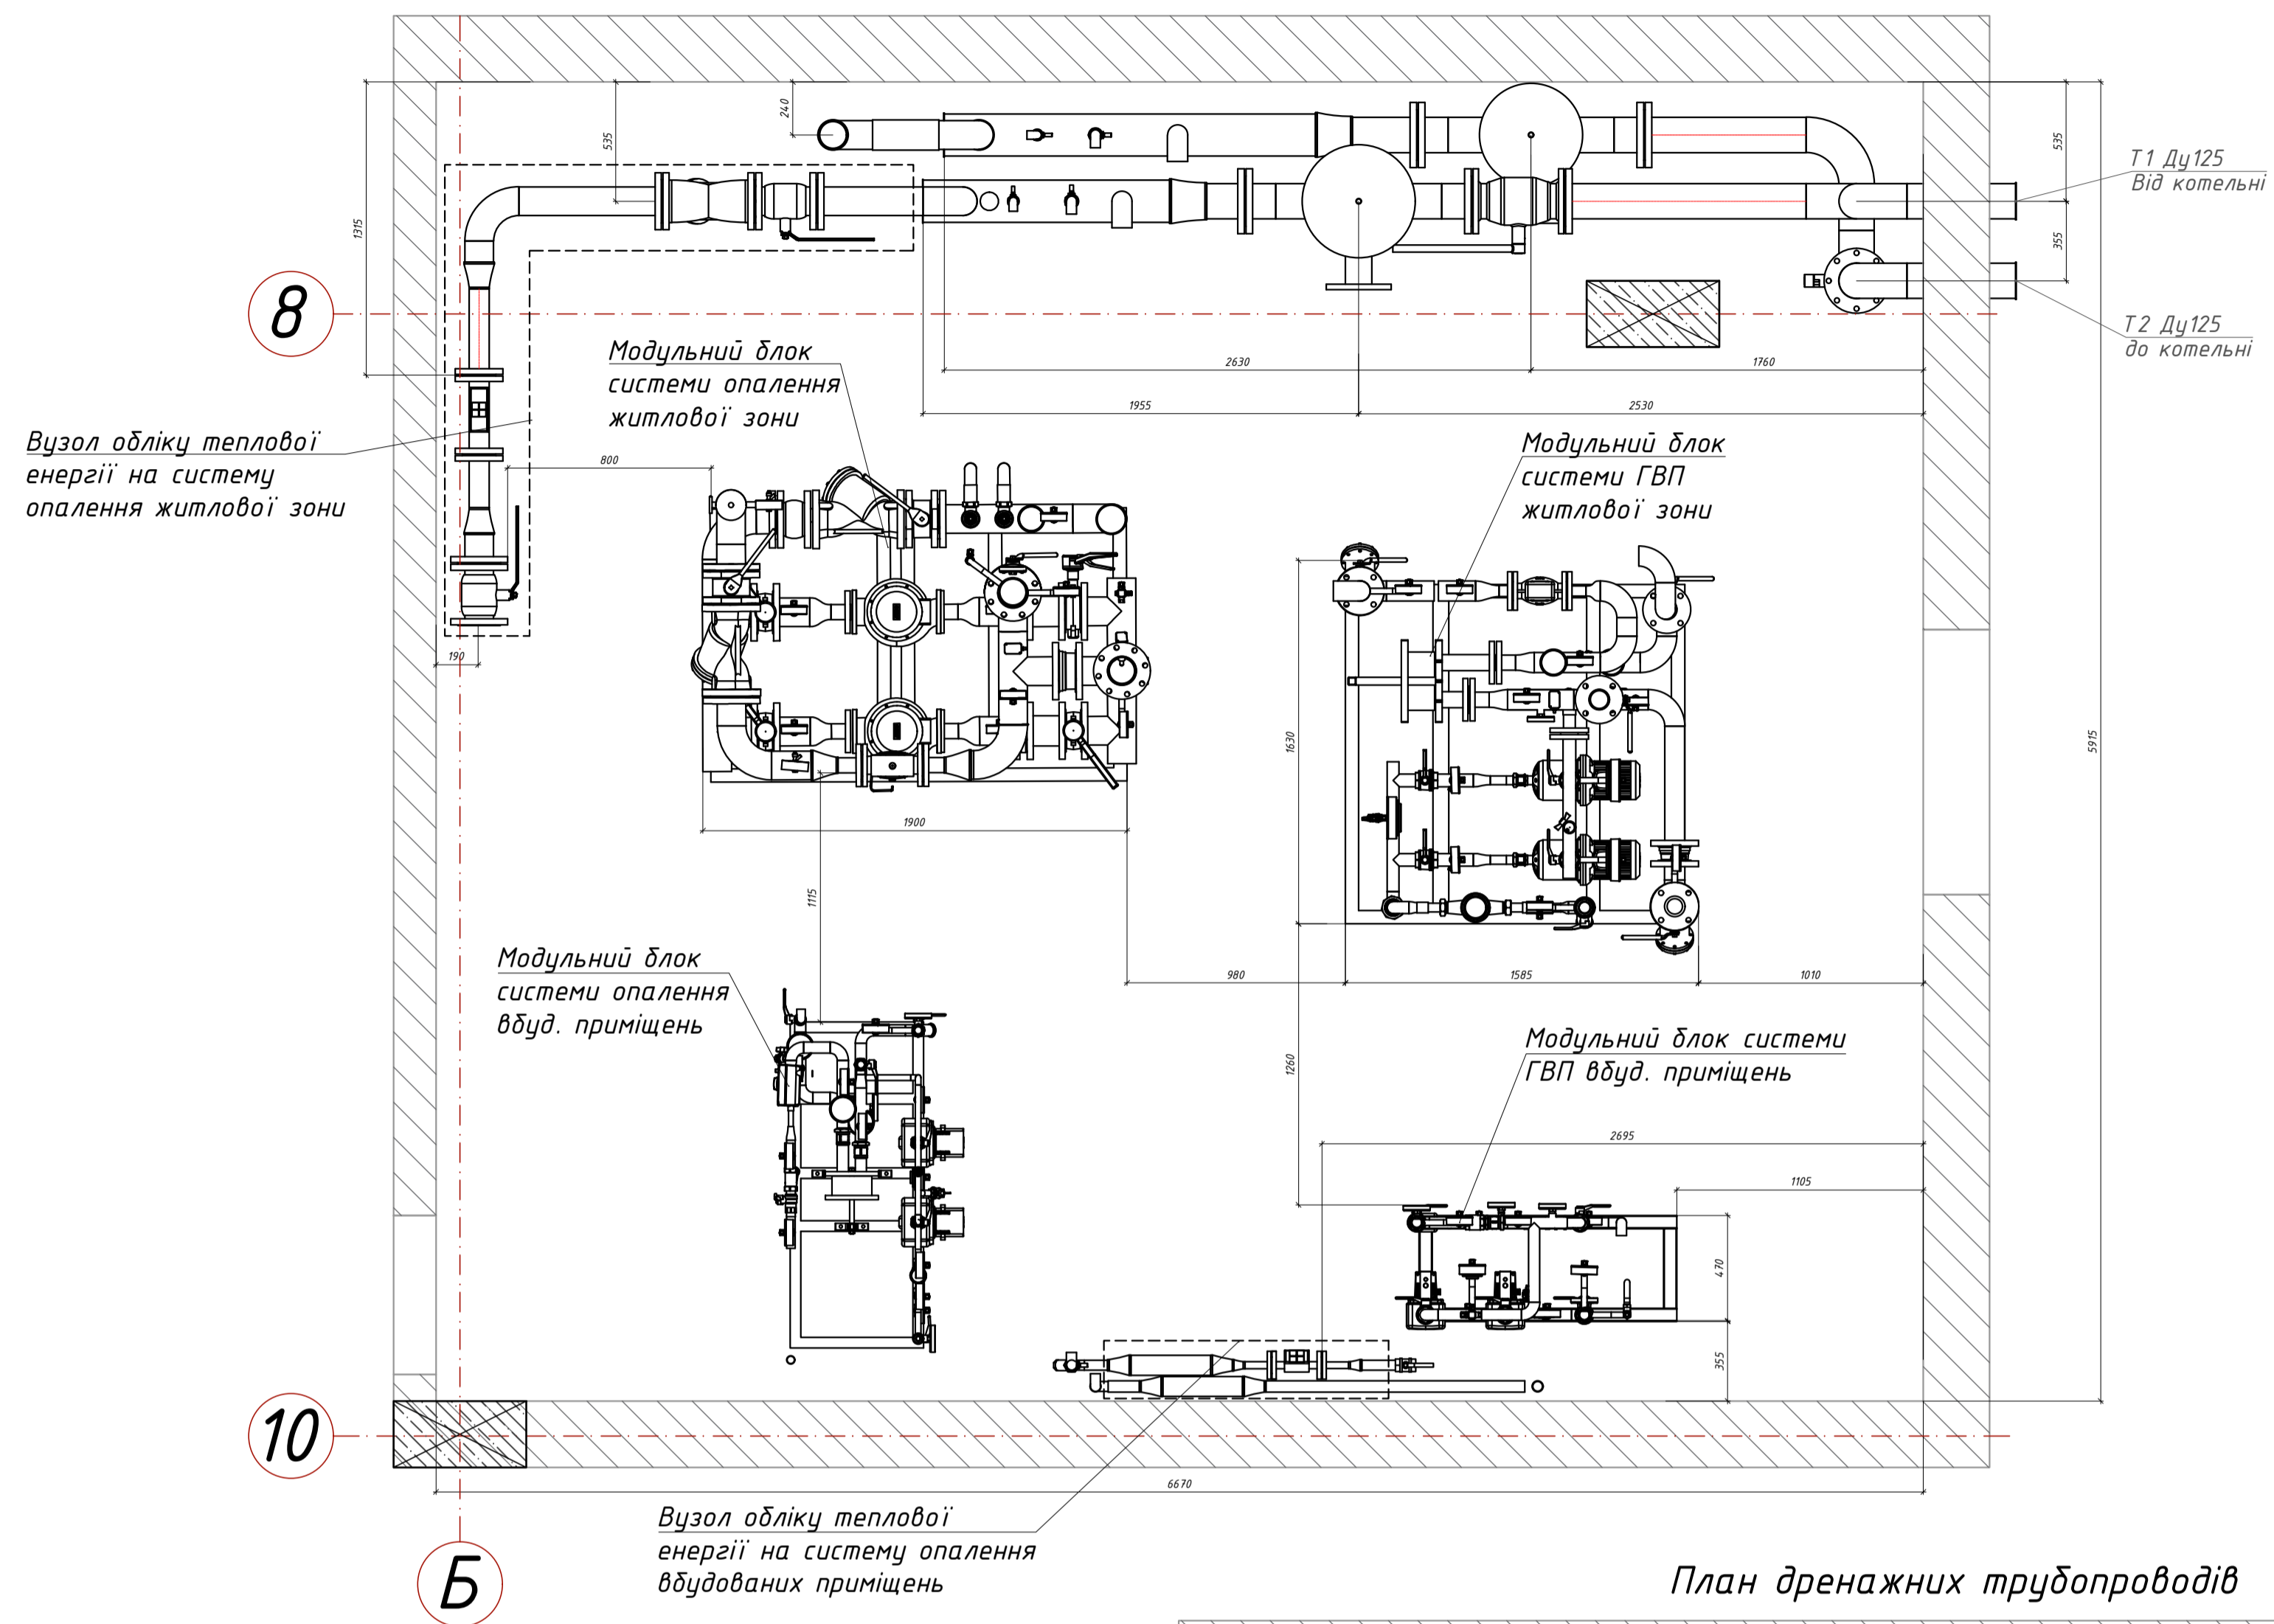 240
535
1315
535
355
Т1 Ду125
Від котельні
Т2 Ду125
до котельні
8
Модульний блок
системи опалення
житлової зони
2630
1760
1955
2530
Вузол обліку теплової
енергії на систему
опалення житлової зони
800
Модульний блок
системи ГВП
житлової зони
190
1630
5915
1900
1115
Модульний блок
системи опалення
вбуд. приміщень
980
1585
1010
1260
Модульний блок системи
ГВП вбуд. приміщень
2695
1105
470
355
10
6670
Вузол обліку теплової
енергії на систему опалення
вбудованих приміщень
Б
План дренажних трубопроводів